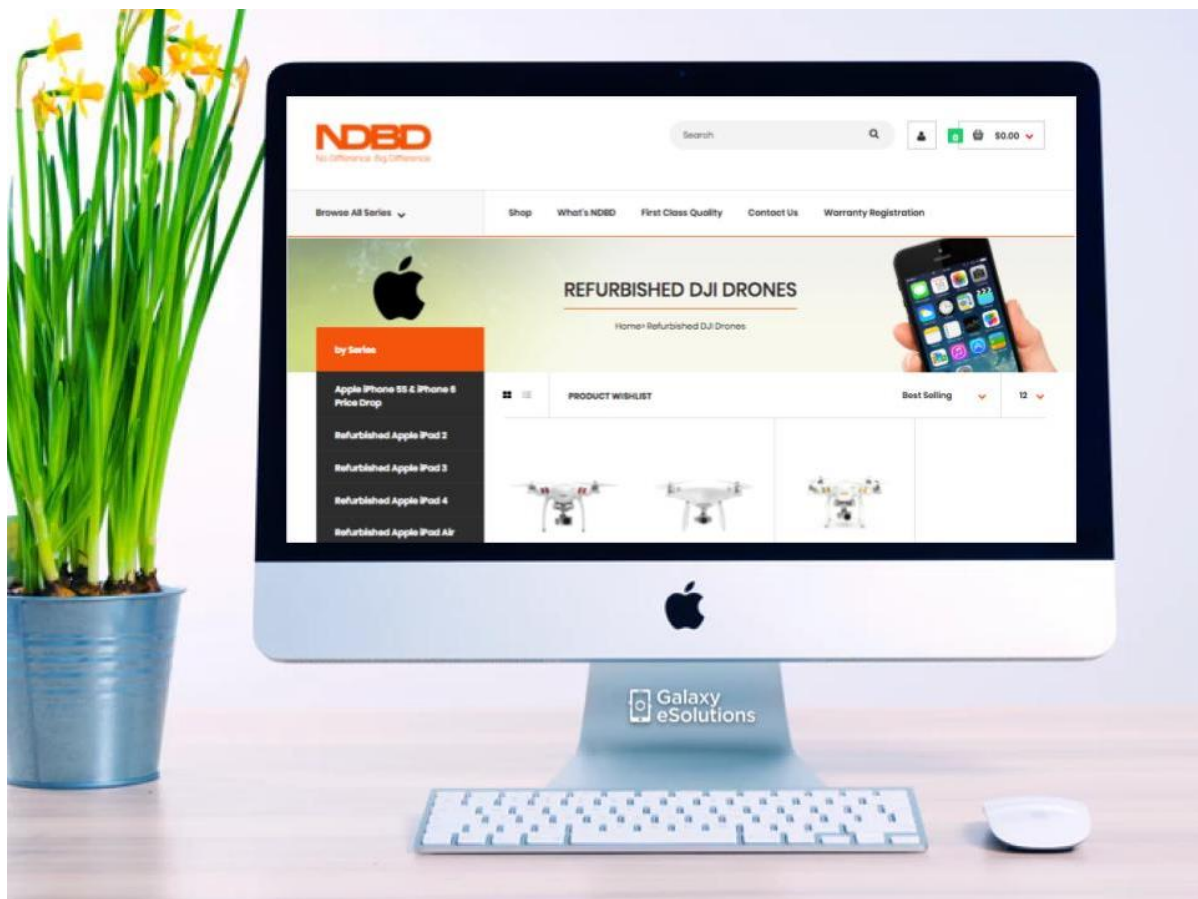 NDBD
No Difference. Big Difference.
Search
0
$0.00
Browse All Series
Shop
What's NDBD
First Class Quality
Contact Us
Warranty Registration
REFURBISHED DJI DRONES
Home› Refurbished DJI Drones
by Series
Apple iPhone 5S & iPhone 6
Price Drop
Refurbished Apple iPad 2
Refurbished Apple iPad 3
Refurbished Apple iPad 4
Refurbished Apple iPad Air
PRODUCT WISHLIST
Best Selling
12
Galaxy
eSolutions